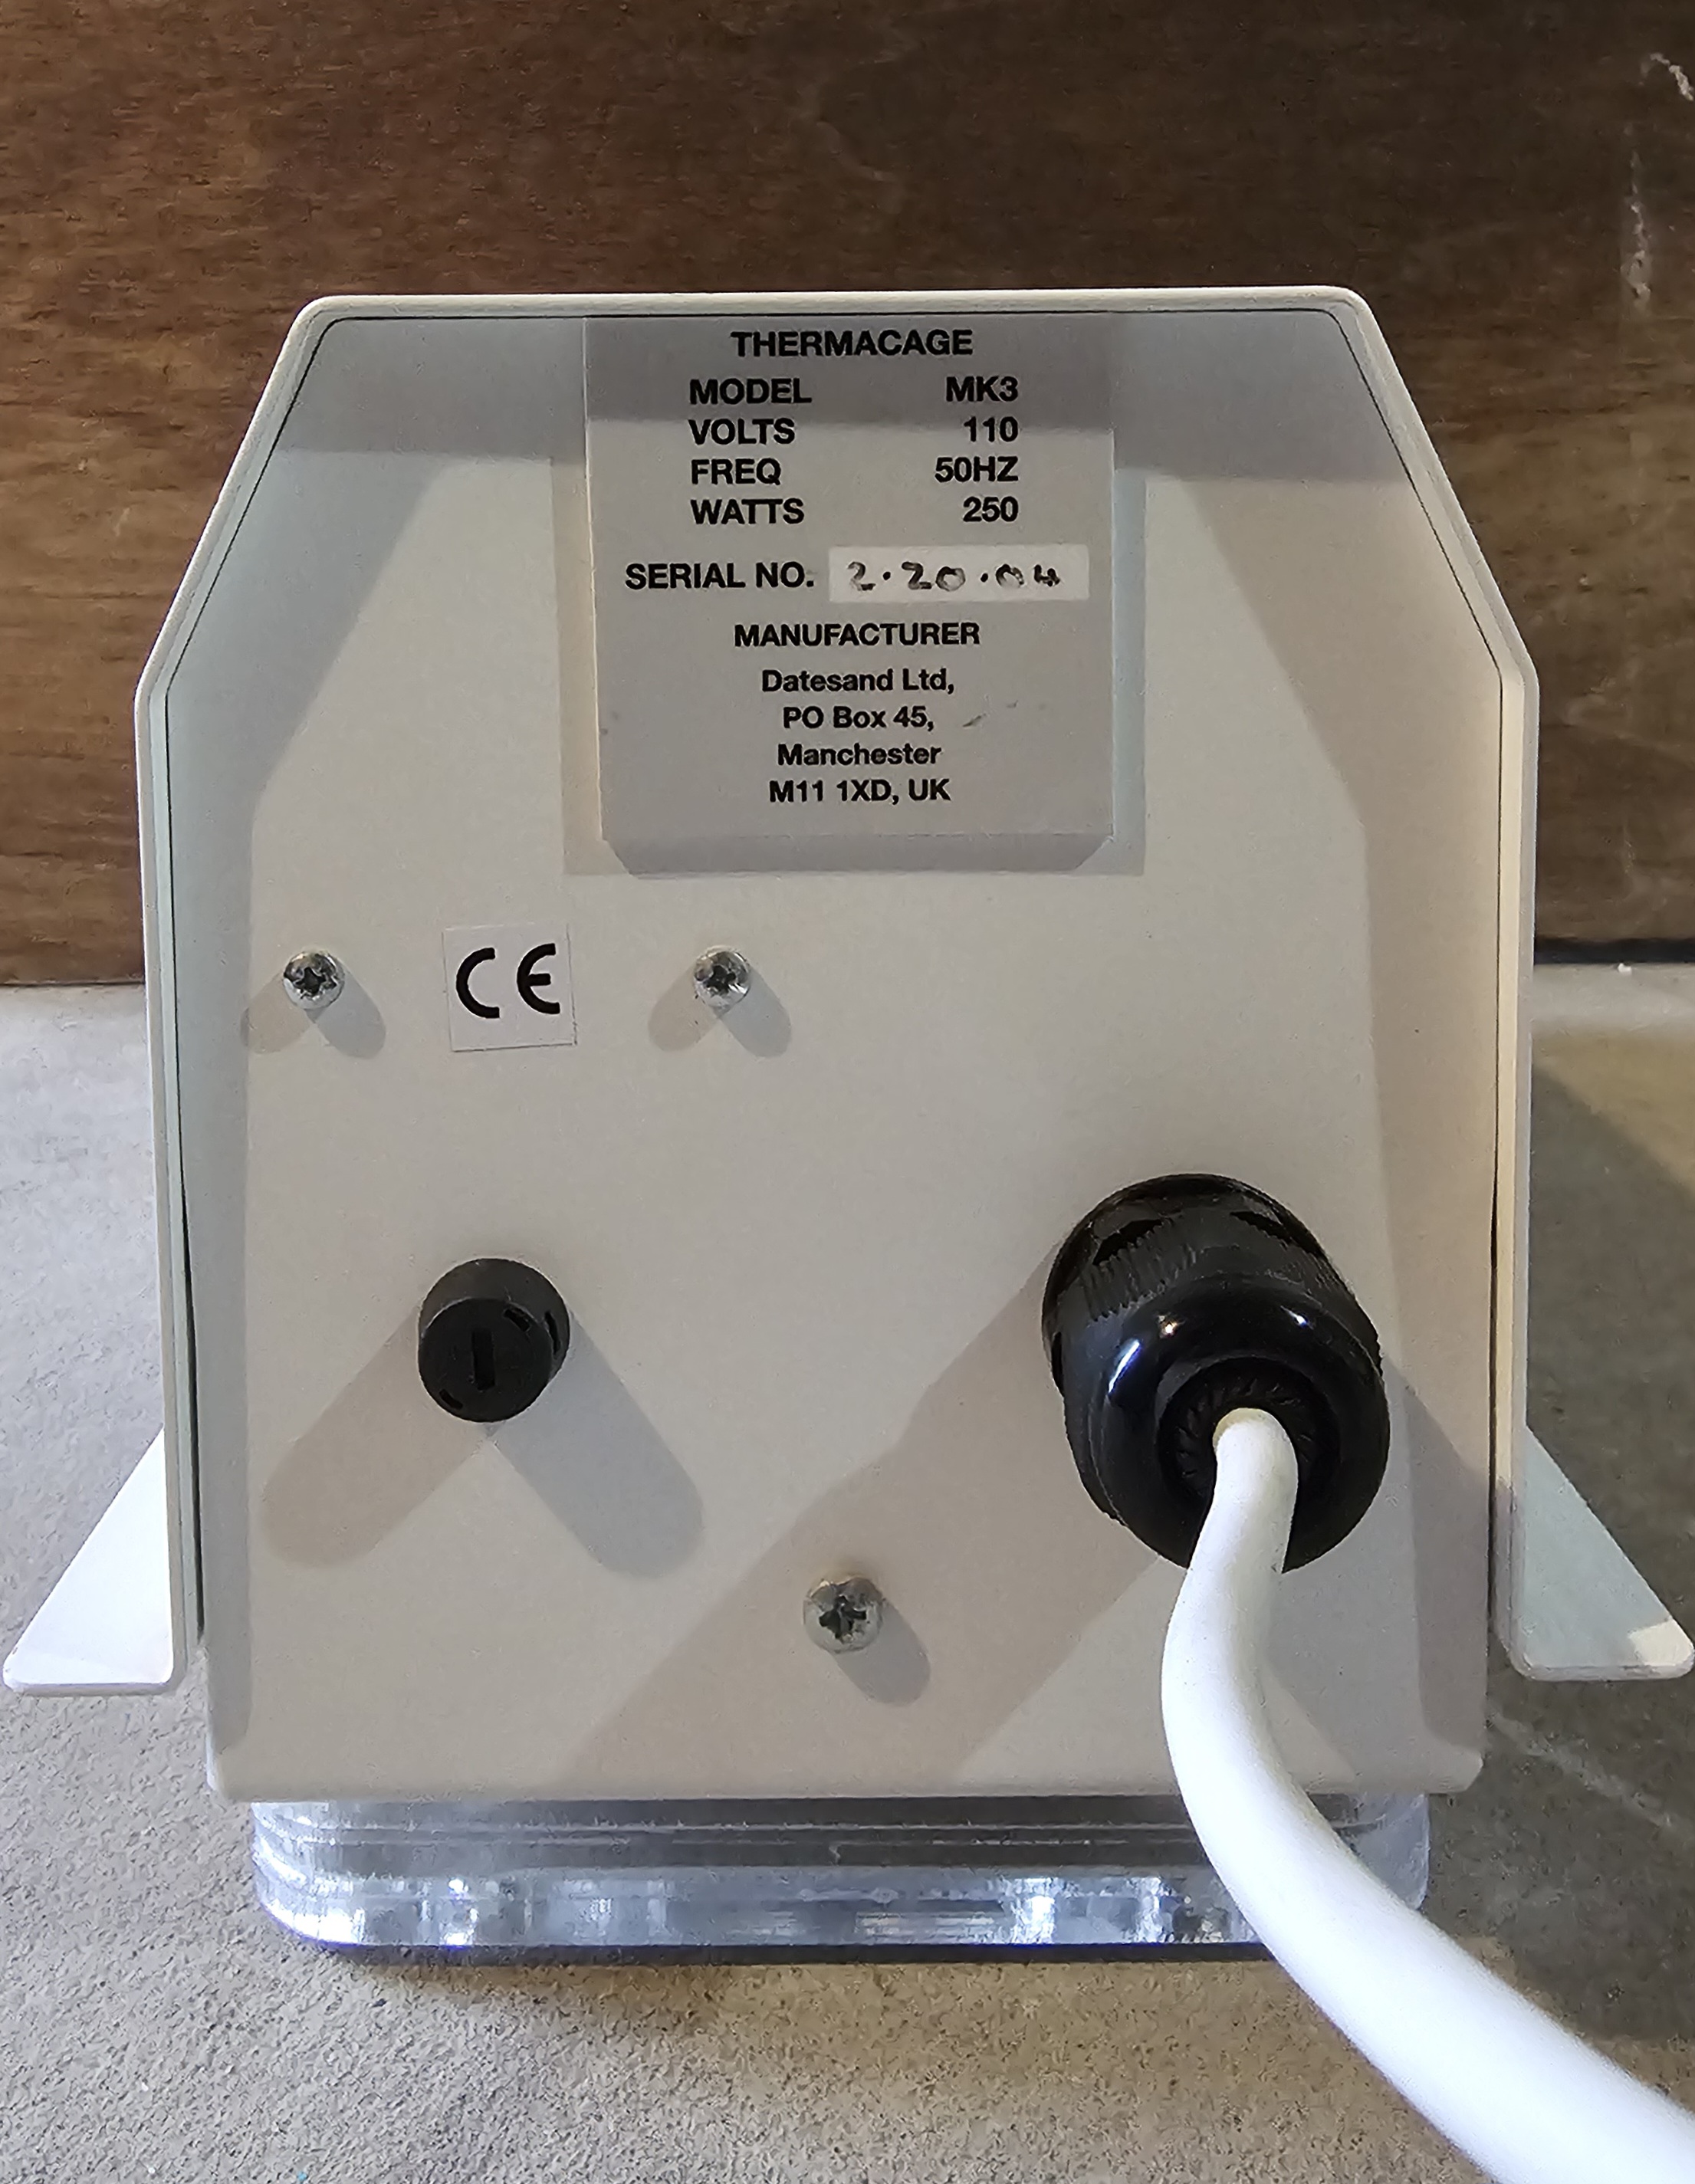 THERMACAGE
MODEL MK3
VOLTS 110
FREQ 50HZ
WATTS 250
SERIAL NO. 2·20·04
MANUFACTURER
Datesand Ltd,
PO Box 45,
Manchester
M11 1XD, UK
CE